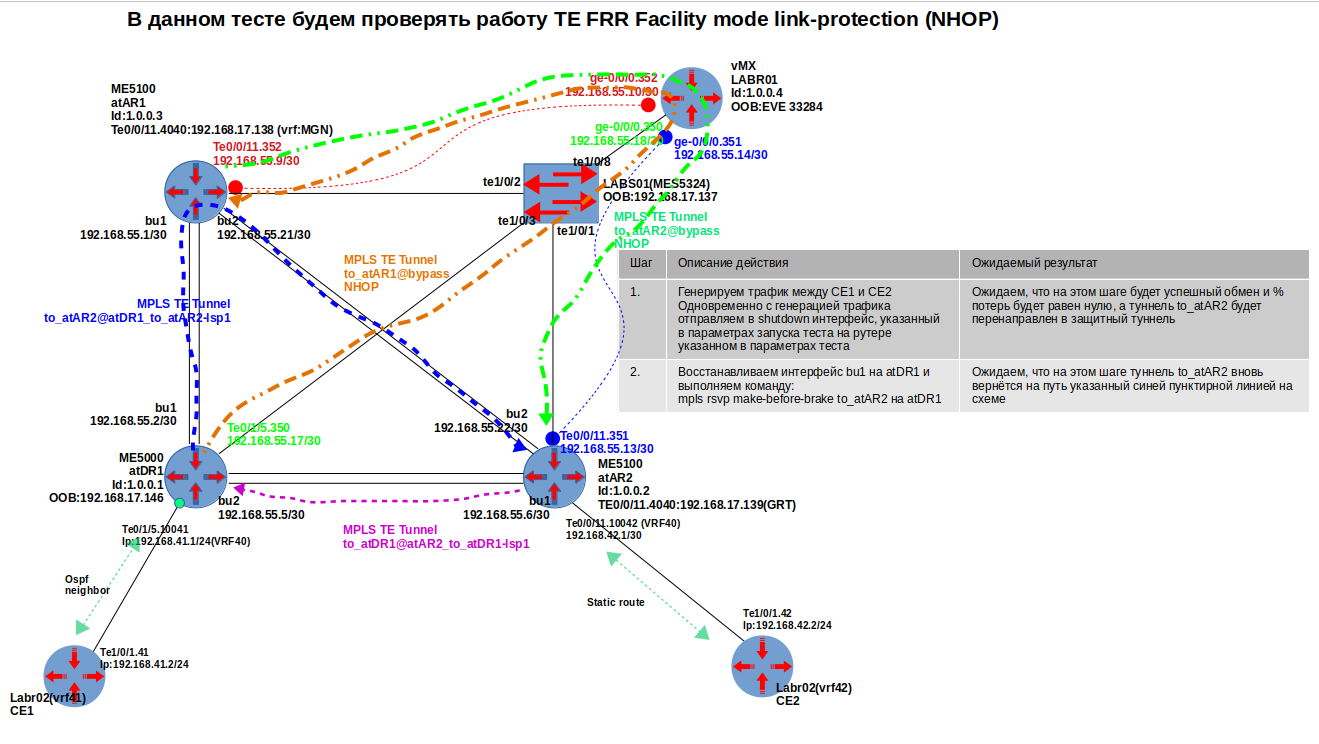 В данном тесте будем проверять работу TE FRR Facility mode link-protection (NHOP)
vMX
LABR01
Id:1.0.0.4
OOB:EVE 33284
ge-0/0/0.352
192.168.55.10/30
ME5100
atAR1
Id:1.0.0.3
Te0/0/11.4040:192.168.17.138 (vrf:MGN)
ge-0/0/0.350
192.168.55.18/30
ge-0/0/0.351
192.168.55.14/30
Te0/0/11.352
192.168.55.9/30
te1/0/8
te1/0/2
LABS01(MES5324)
OOB:192.168.17.137
te1/0/3
te1/0/1
bu1
192.168.55.1/30
bu2
192.168.55.21/30
MPLS TE Tunnel
to_atAR2@bypass
NHOP
MPLS TE Tunnel
to_atAR1@bypass
NHOP
MPLS TE Tunnel
to_atAR2@atDR1_to_atAR2-lsp1
Шаг
Описание действия
Ожидаемый результат
1.
Генерируем трафик между CE1 и CE2
Одновременно с генерацией трафика
отправляем в shutdown интерфейс, указанный
в параметрах запуска теста на рутере
указанном в параметрах теста
Ожидаем, что на этом шаге будет успешный обмен и %
потерь будет равен нулю, а туннель to_atAR2 будет
перенаправлен в защитный туннель
2.
Восстанавливаем интерфейс bu1 на atDR1 и
выполняем команду:
mpls rsvp make-before-brake to_atAR2 на atDR1
Ожидаем, что на этом шаге туннель to_atAR2 вновь
вернётся на путь указанный синей пунктирной линией на
схеме
bu1
192.168.55.2/30
Te0/1/5.350
192.168.55.17/30
bu2
192.168.55.22/30
Te0/0/11.351
192.168.55.13/30
ME5000
atDR1
Id:1.0.0.1
OOB:192.168.17.146
ME5100
atAR2
Id:1.0.0.2
TE0/0/11.4040:192.168.17.139(GRT)
bu2
192.168.55.5/30
bu1
192.168.55.6/30
MPLS TE Tunnel
to_atDR1@atAR2_to_atDR1-lsp1
Te0/1/5.10041
Ip:192.168.41.1/24(VRF40)
Te0/0/11.10042 (VRF40)
192.168.42.1/30
Ospf
neighbor
Static route
Te1/0/1.42
Ip:192.168.42.2/24
Te1/0/1.41
Ip:192.168.41.2/24
Labr02(vrf41)
CE1
Labr02(vrf42)
CE2